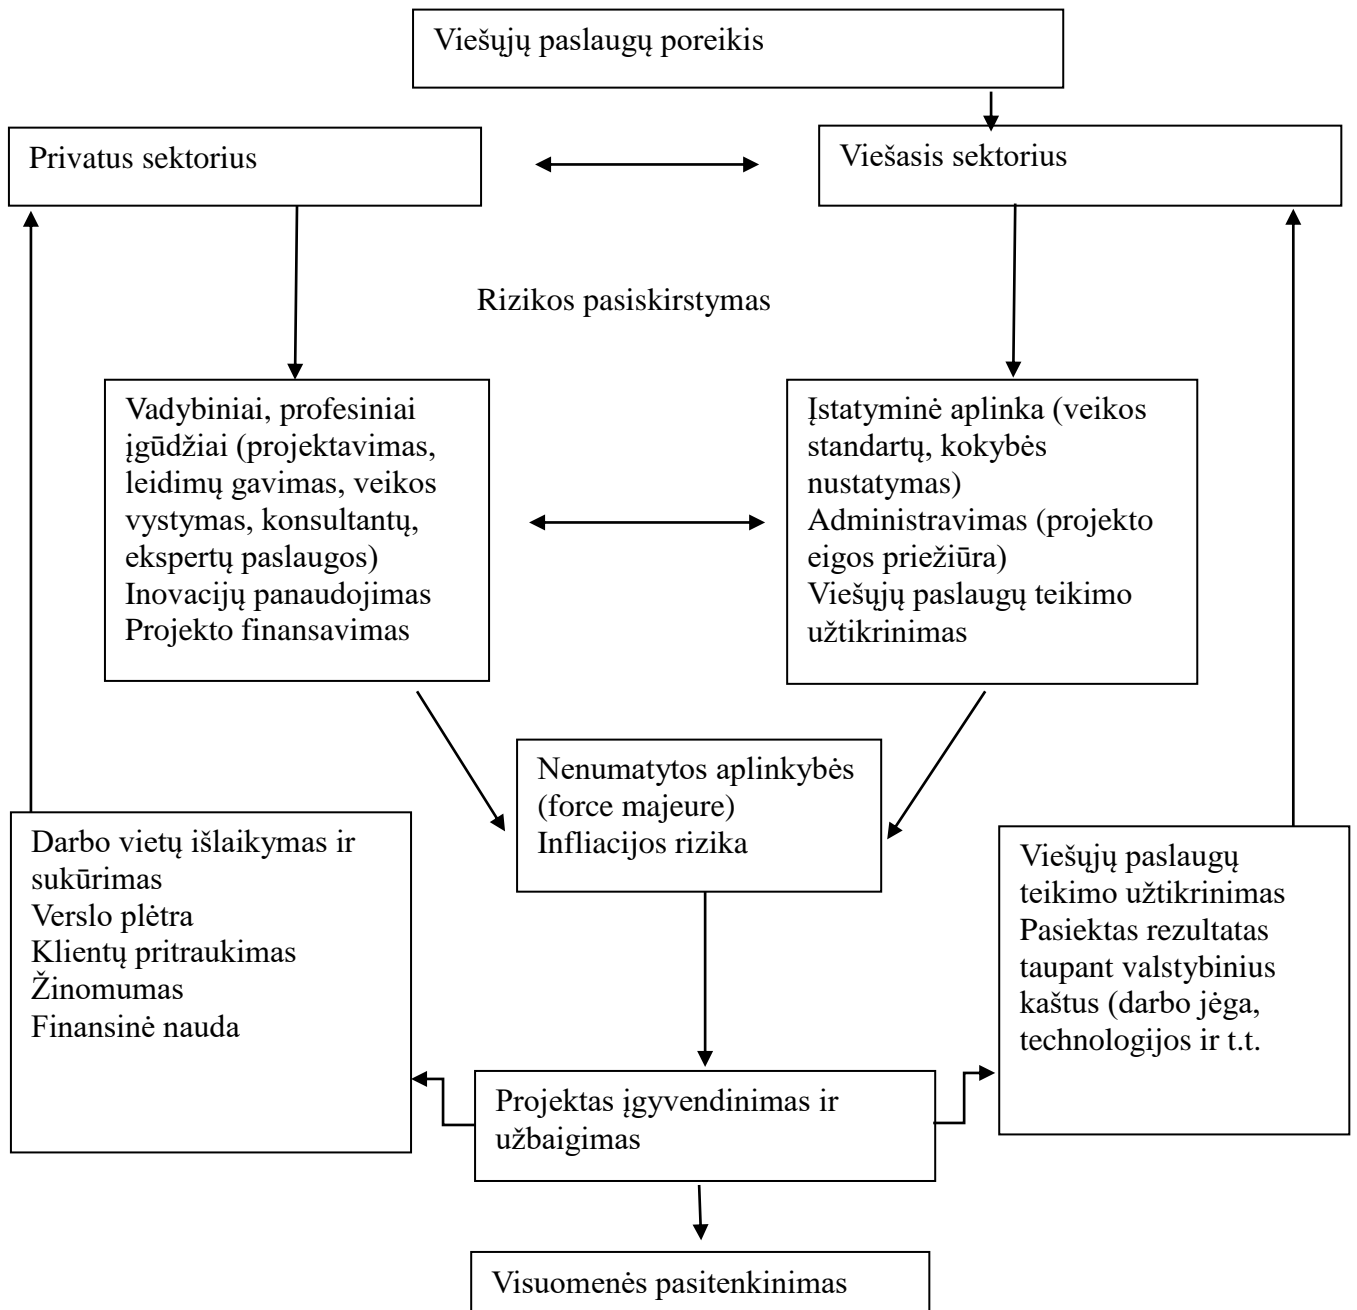 Viešųjų paslaugų poreikis
Privatus sektorius
Viešasis sektorius
Rizikos pasiskirstymas
Vadybiniai, profesiniai
įgūdžiai (projektavimas,
leidimų gavimas, veikos
vystymas, konsultantų,
ekspertų paslaugos)
Inovacijų panaudojimas
Projekto finansavimas
Įstatyminė aplinka (veikos
standartų, kokybės
nustatymas)
Administravimas (projekto
eigos priežiūra)
Viešųjų paslaugų teikimo
užtikrinimas
Nenumatytos aplinkybės
(force majeure)
Infliacijos rizika
Darbo vietų išlaikymas ir
sukūrimas
Verslo plėtra
Klientų pritraukimas
Žinomumas
Finansinė nauda
Viešųjų paslaugų
teikimo užtikrinimas
Pasiektas rezultatas
taupant valstybinius
kaštus (darbo jėga,
technologijos ir t.t.
Projektas įgyvendinimas ir
užbaigimas
Visuomenės pasitenkinimas